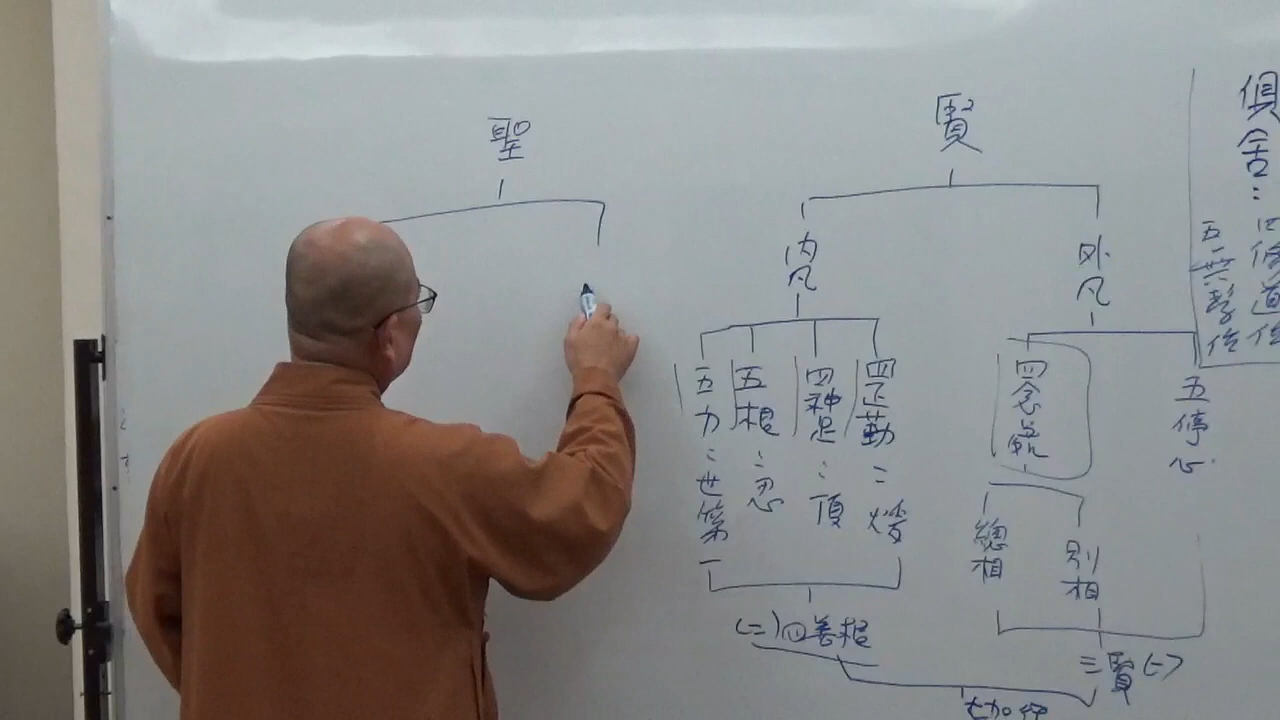 俱舍:四修道位
五無學位
賢
外凡
五停心
四念處
別相
總相
三賢(一)
內凡
四正勤:煖
四神足:頂
五根:忍
五力:世第一
(二)四善根
七加行
聖